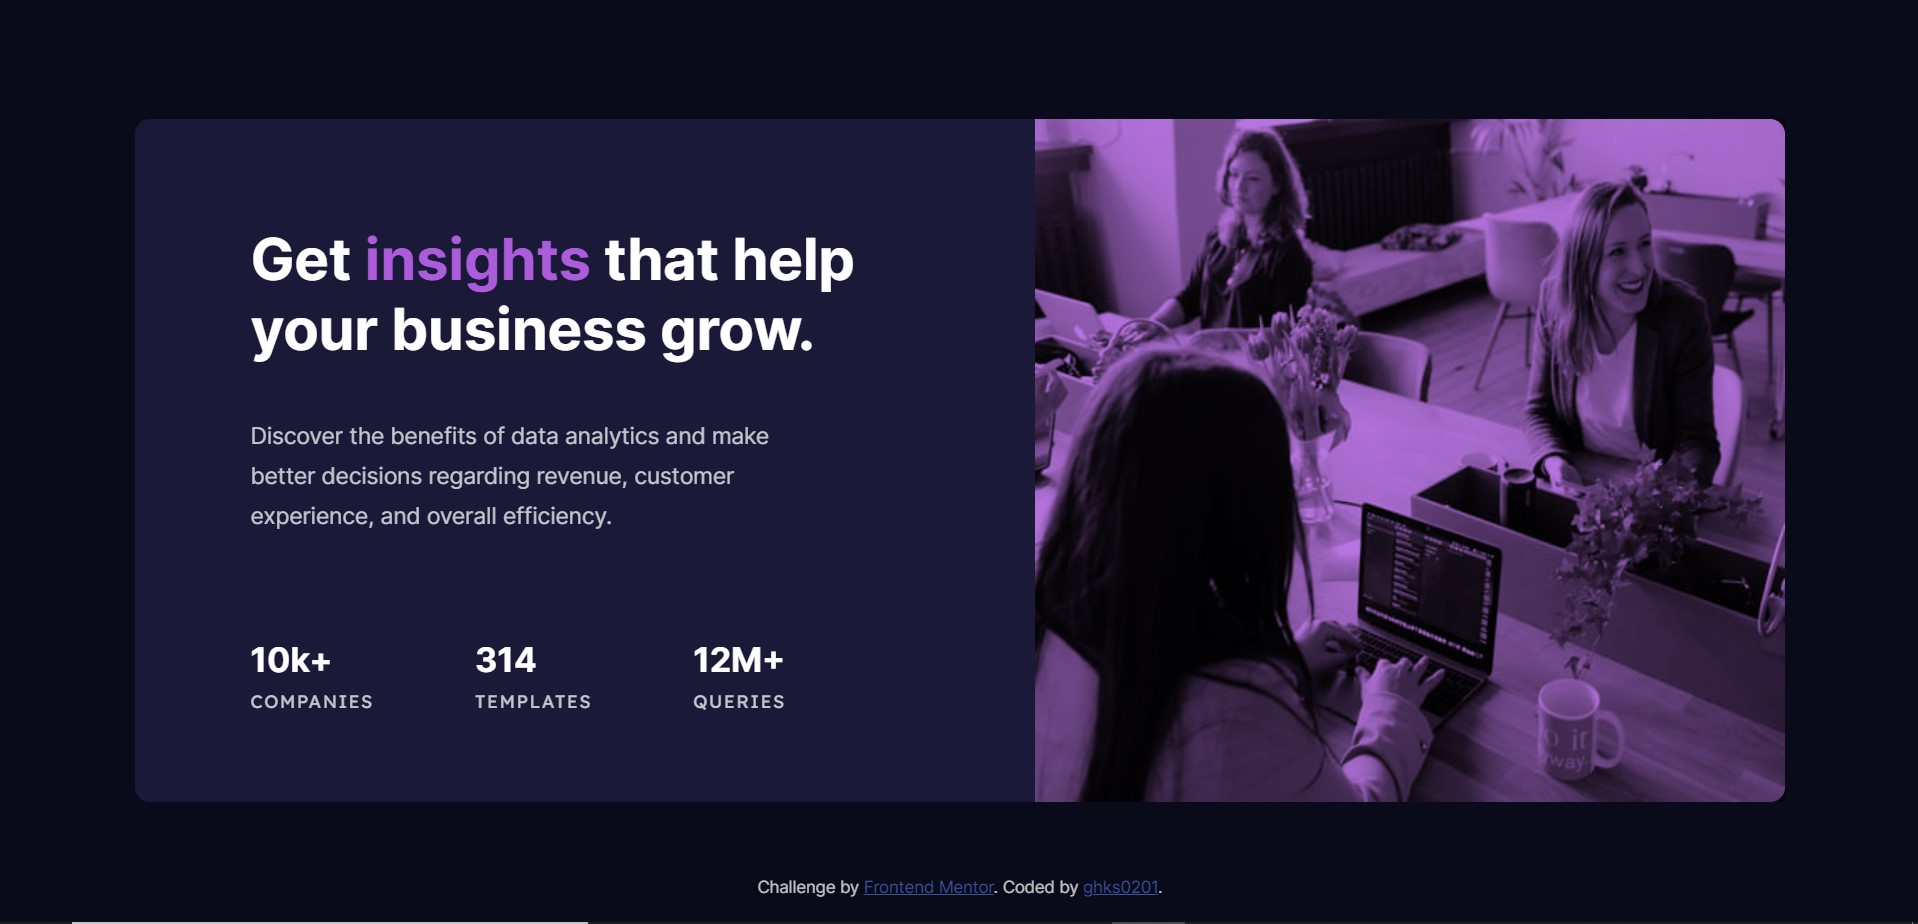 Get insights that help
your business grow.
Discover the benefits of data analytics and make
better decisions regarding revenue, customer
experience, and overall efficiency.
10k+
314
12M+
COMPANIES
TEMPLATES
QUERIES
Challenge by Frontend Mentor. Coded by ghks0201.